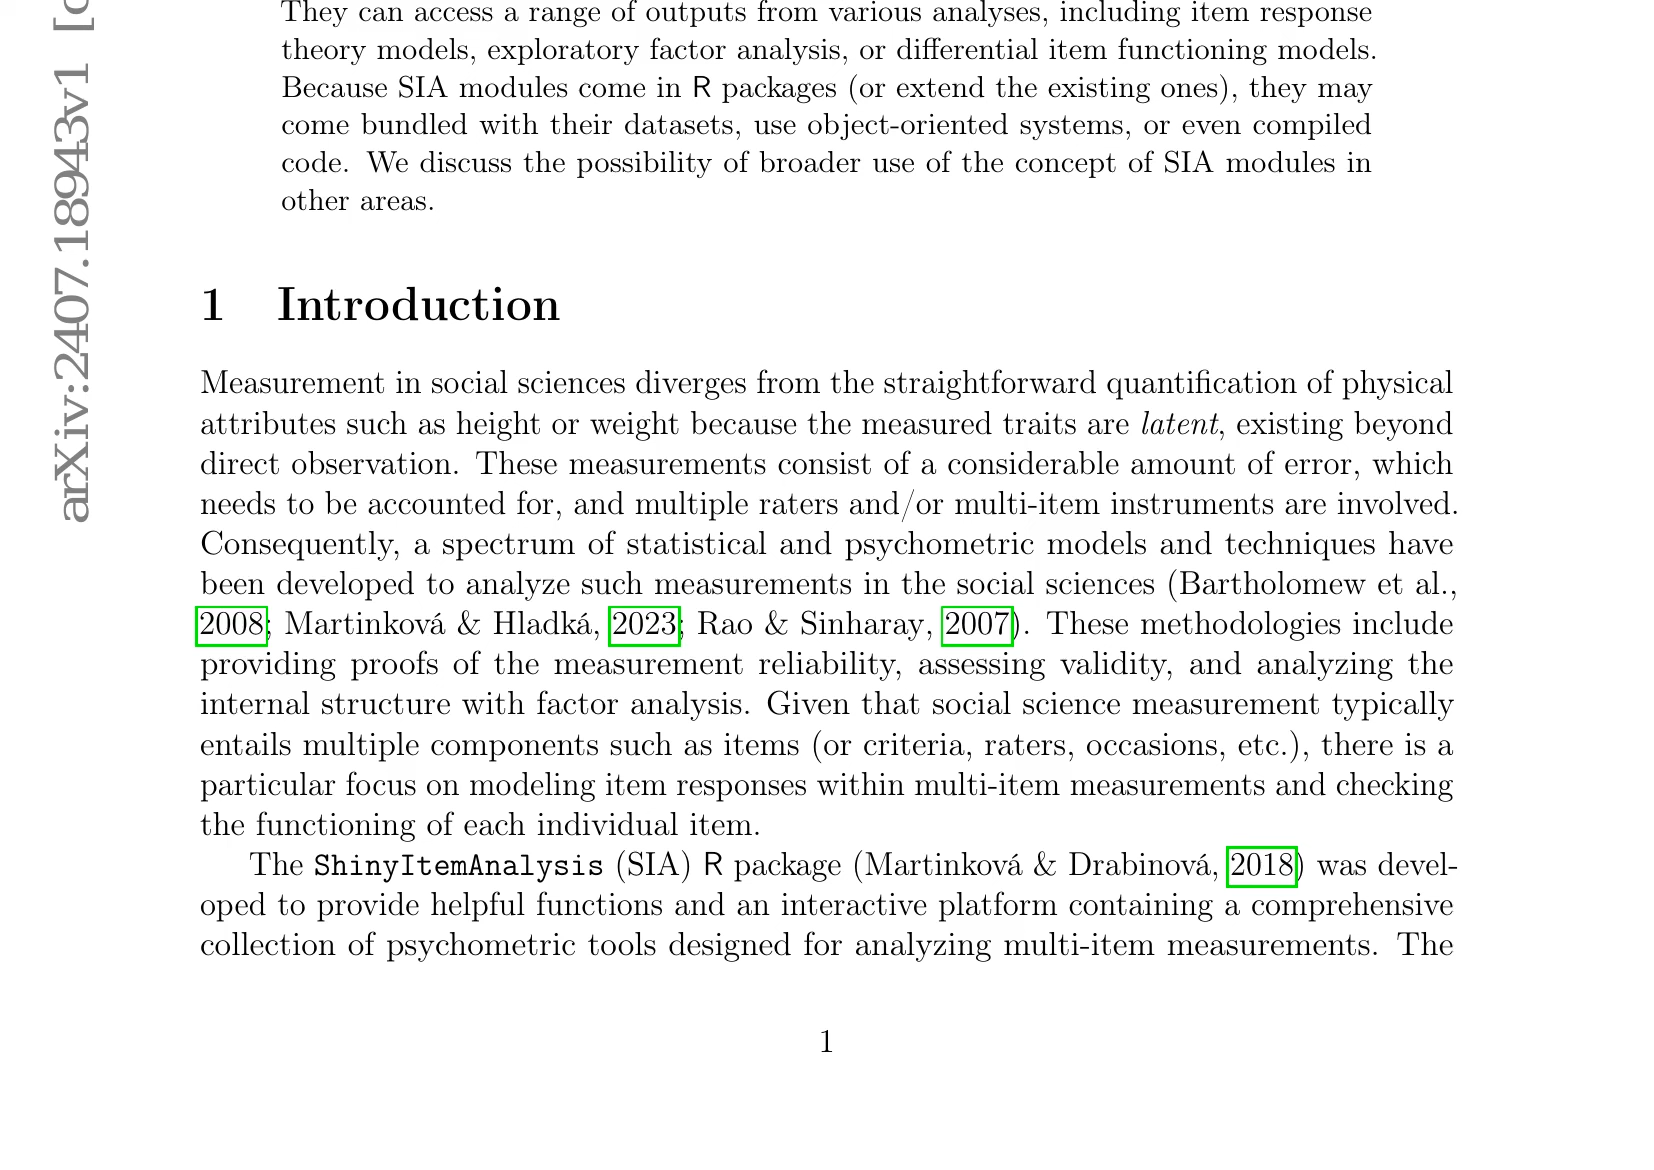 They can access a range of outputs from various analyses, including item response
theory models, exploratory factor analysis, or differential item functioning models.
Because SIA modules come in R packages (or extend the existing ones), they may
come bundled with their datasets, use object-oriented systems, or even compiled
code. We discuss the possibility of broader use of the concept of SIA modules in
other areas.
1 Introduction
Measurement in social sciences diverges from the straightforward quantification of physical
attributes such as height or weight because the measured traits are latent, existing beyond
direct observation. These measurements consist of a considerable amount of error, which
needs to be accounted for, and multiple raters and/or multi-item instruments are involved.
Consequently, a spectrum of statistical and psychometric models and techniques have
been developed to analyze such measurements in the social sciences (Bartholomew et al.,
2008; Martinková & Hladká, 2023; Rao & Sinharay, 2007). These methodologies include
providing proofs of the measurement reliability, assessing validity, and analyzing the
internal structure with factor analysis. Given that social science measurement typically
entails multiple components such as items (or criteria, raters, occasions, etc.), there is a
particular focus on modeling item responses within multi-item measurements and checking
the functioning of each individual item.
The ShinyItemAnalysis (SIA) R package (Martinková & Drabinová, 2018) was devel-
oped to provide helpful functions and an interactive platform containing a comprehensive
collection of psychometric tools designed for analyzing multi-item measurements. The
1
arXiv:2407.18943v1